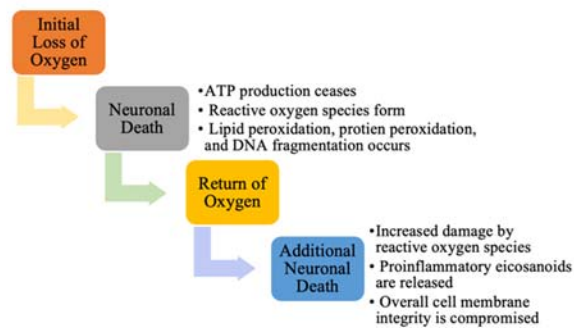 Initial
Loss of
Oxygen
Neuronal
Death
•ATP production ceases
•Reactive oxygen species form
•Lipid peroxidation, protien peroxidation,
and DNA fragmentation occurs
Return of
Oxygen
Additional
Neuronal
Death
•Increased damage by
reactive oxygen species
•Proinflammatory eicosanoids
are released
•Overall cell membrane
integrity is compromised